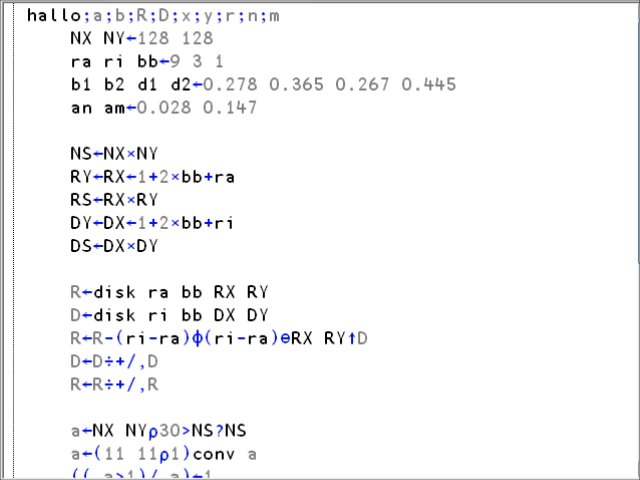 hallo;a;b;R;D;x;y;r;n;m
NX NY←128 128
ra ri bb←9 3 1
b1 b2 d1 d2←0.278 0.365 0.267 0.445
an am←0.028 0.147
NS←NX×NY
RY←RX←1+2×bb+ra
RS←RX×RY
DY←DX←1+2×bb+ri
DS←DX×DY
R←disk ra bb RX RY
D←disk ri bb DX DY
R←R-(ri-ra)⌽(ri-ra)⊖RX RY↑D
D←D÷+/,D
R←R÷+/,R
a←NX NY⍴30>NS?NS
a←(11 11⍴1)conv a
((,a>1)/,a)←1